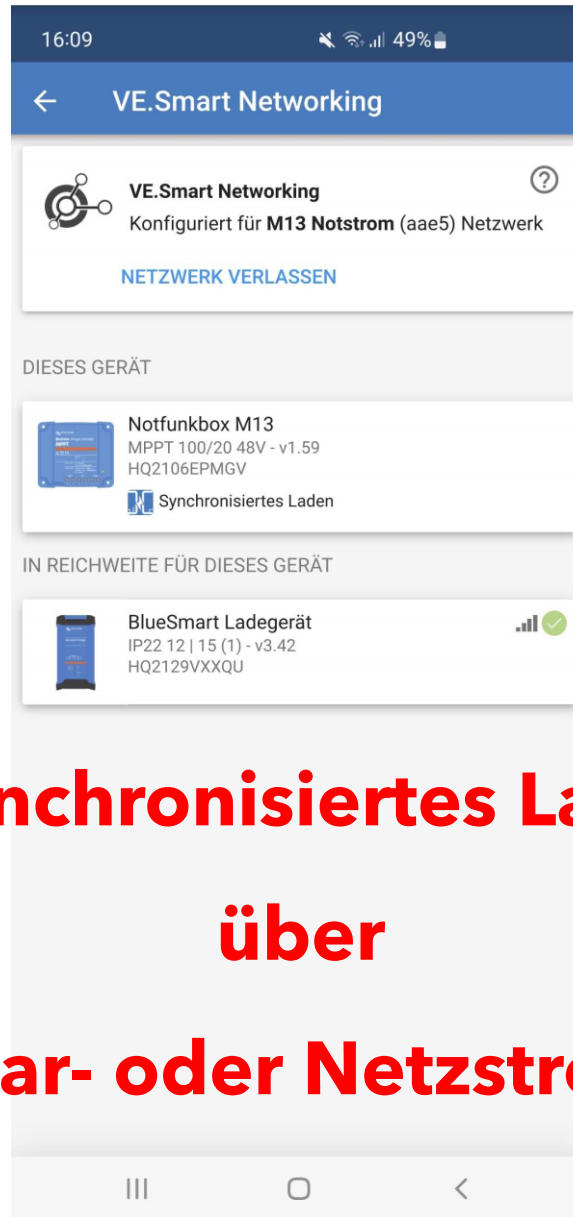 16:09
49%
VE.Smart Networking
VE.Smart Networking
Konfiguriert für M13 Notstrom (aae5) Netzwerk
NETZWERK VERLASSEN
DIESES GERÄT
Notfunkbox M13
MPPT 100/20 48V - v1.59
HQ2106EPMGV
Synchronisiertes Laden
IN REICHWEITE FÜR DIESES GERÄT
BlueSmart Ladegerät
IP22 12 | 15 (1) - v3.42
HQ2129VXXQU
nchronisiertes La
über
ar- oder Netzstr